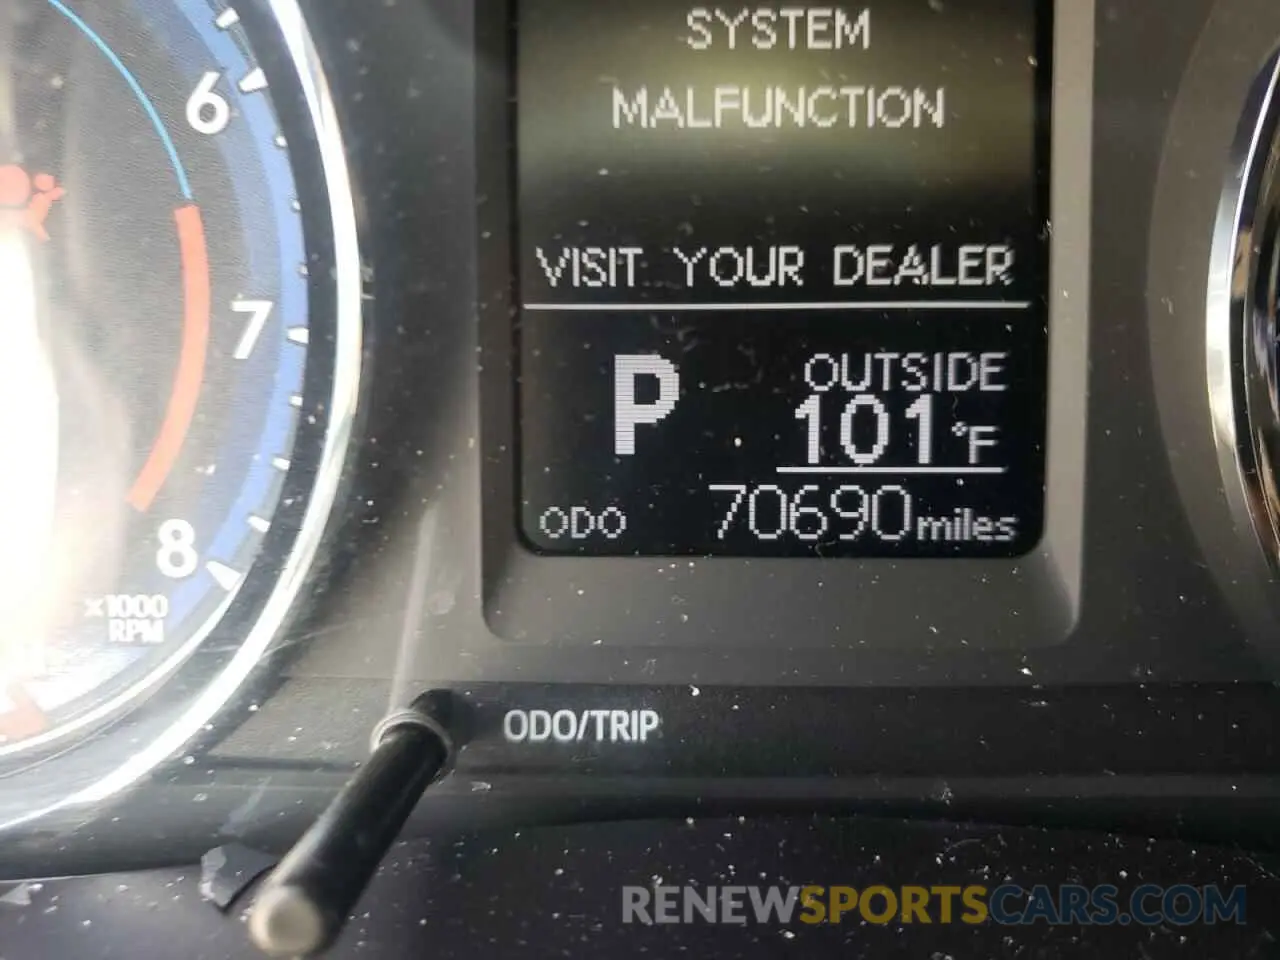 SYSTEM
MALFUNCTION
VISIT YOUR DEALER
6
7
8
x1000
RPM
P
OUTSIDE
101°F
ODO 70690 miles
ODO/TRIP
RENEWSPORTSCARS.COM